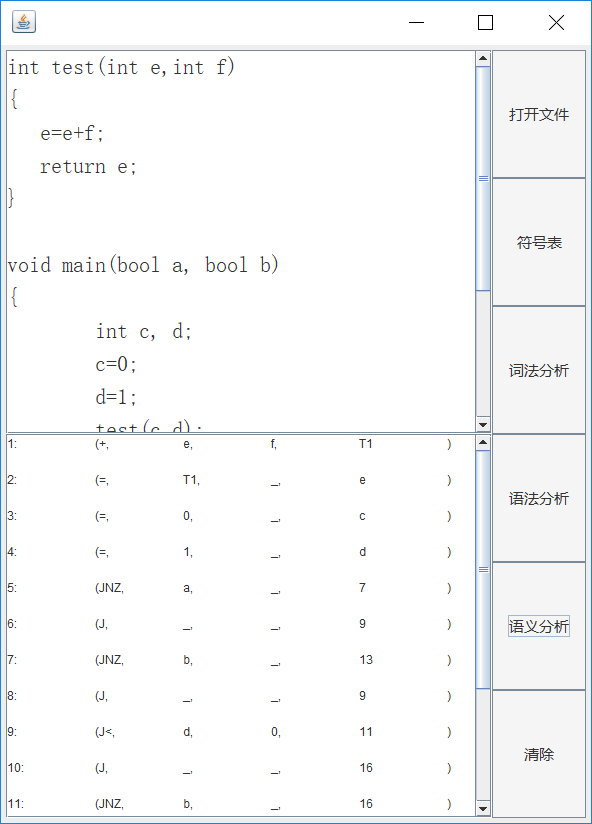 int test(int e,int f)
{
e=e+f;
return e;
}
void main(bool a, bool b)
{
int c, d;
c=0;
d=1;
test(c,d);
1: (+, e, f, T1 )
2: (=, T1, _, e )
3: (=, 0, _, c )
4: (=, 1, _, d )
5: (JNZ, a, _, 7 )
6: (J, _, _, 9 )
7: (JNZ, b, _, 13 )
8: (J, _, _, 9 )
9: (J<, d, 0, 11 )
10: (J, _, _, 16 )
11: (JNZ, b, _, 16 )
打开文件
符号表
词法分析
语法分析
语义分析
清除